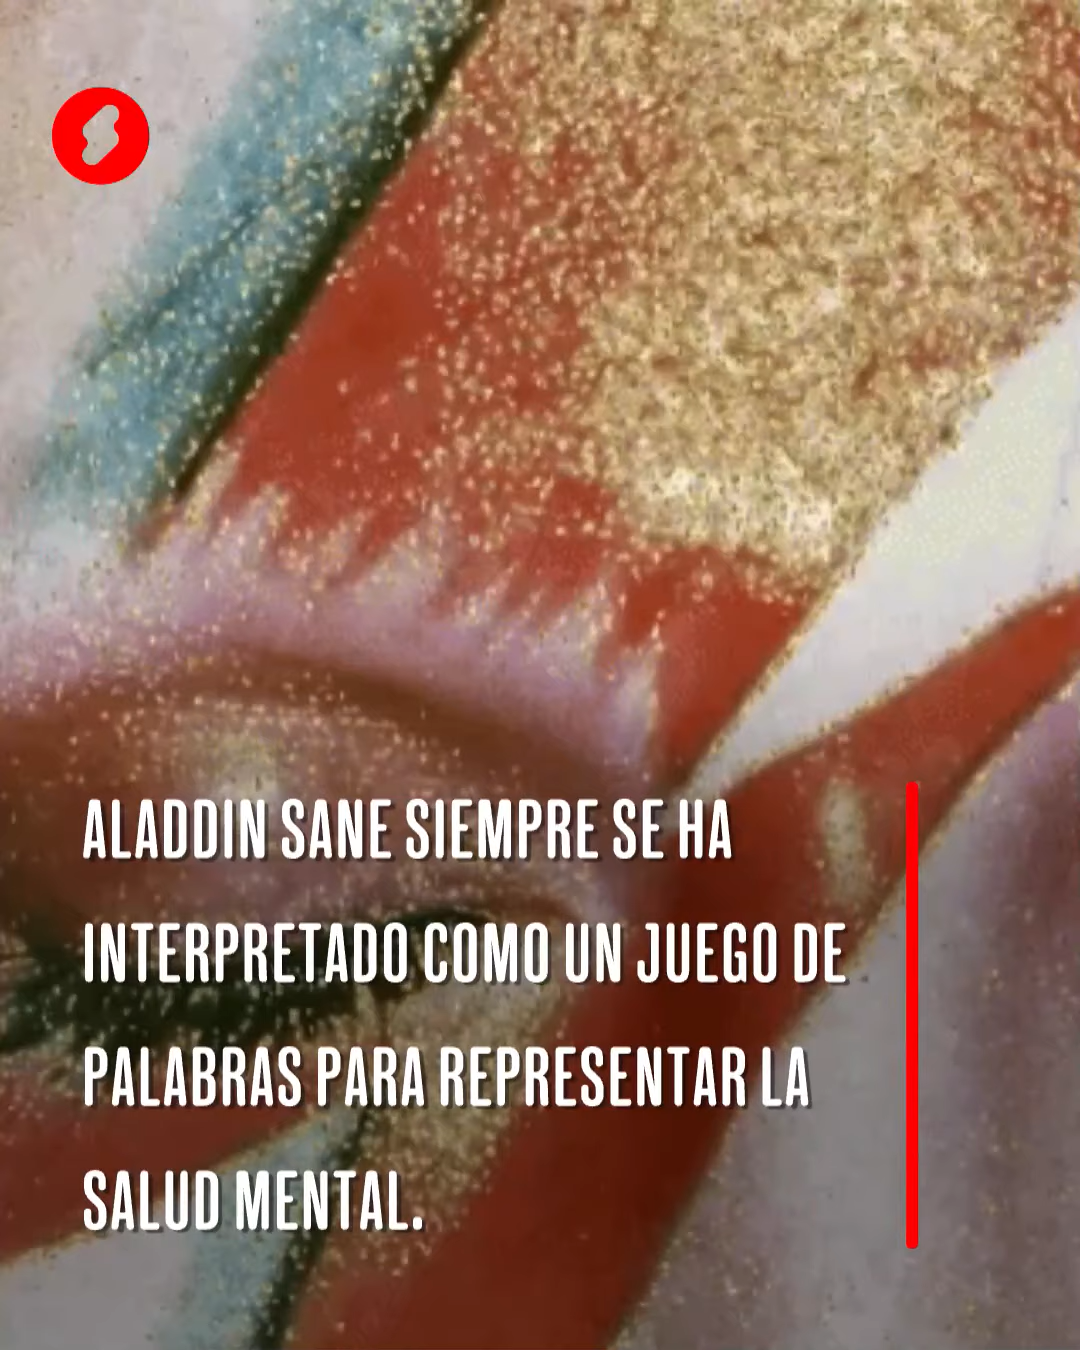 ALADDIN SANE SIEMPRE SE HA
INTERPRETADO COMO UN JUEGO DE
PALABRAS PARA REPRESENTAR LA
SALUD MENTAL.